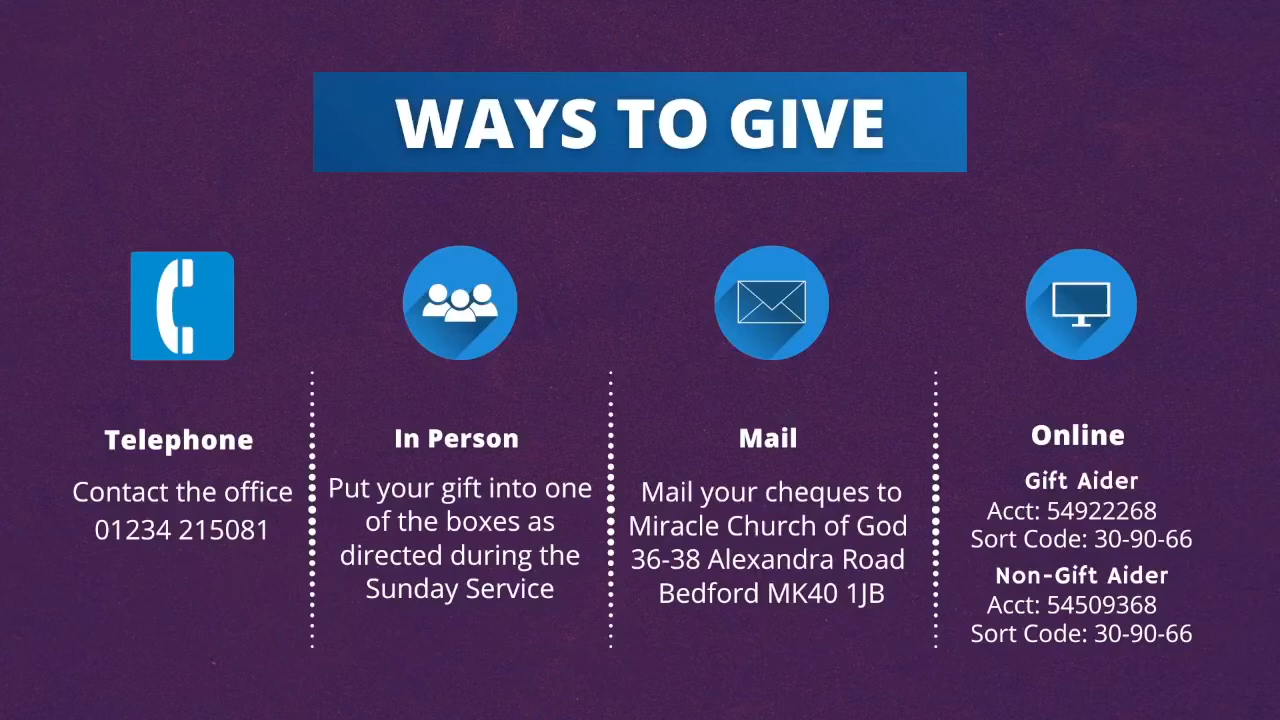 WAYS TO GIVE
Telephone
Contact the office
01234 215081
In Person
Put your gift into one
of the boxes as
directed during the
Sunday Service
Mail
Mail your cheques to
Miracle Church of God
36-38 Alexandra Road
Bedford MK40 1JB
Online
Gift Aider
Acct: 54922268
Sort Code: 30-90-66
Non-Gift Aider
Acct: 54509368
Sort Code: 30-90-66